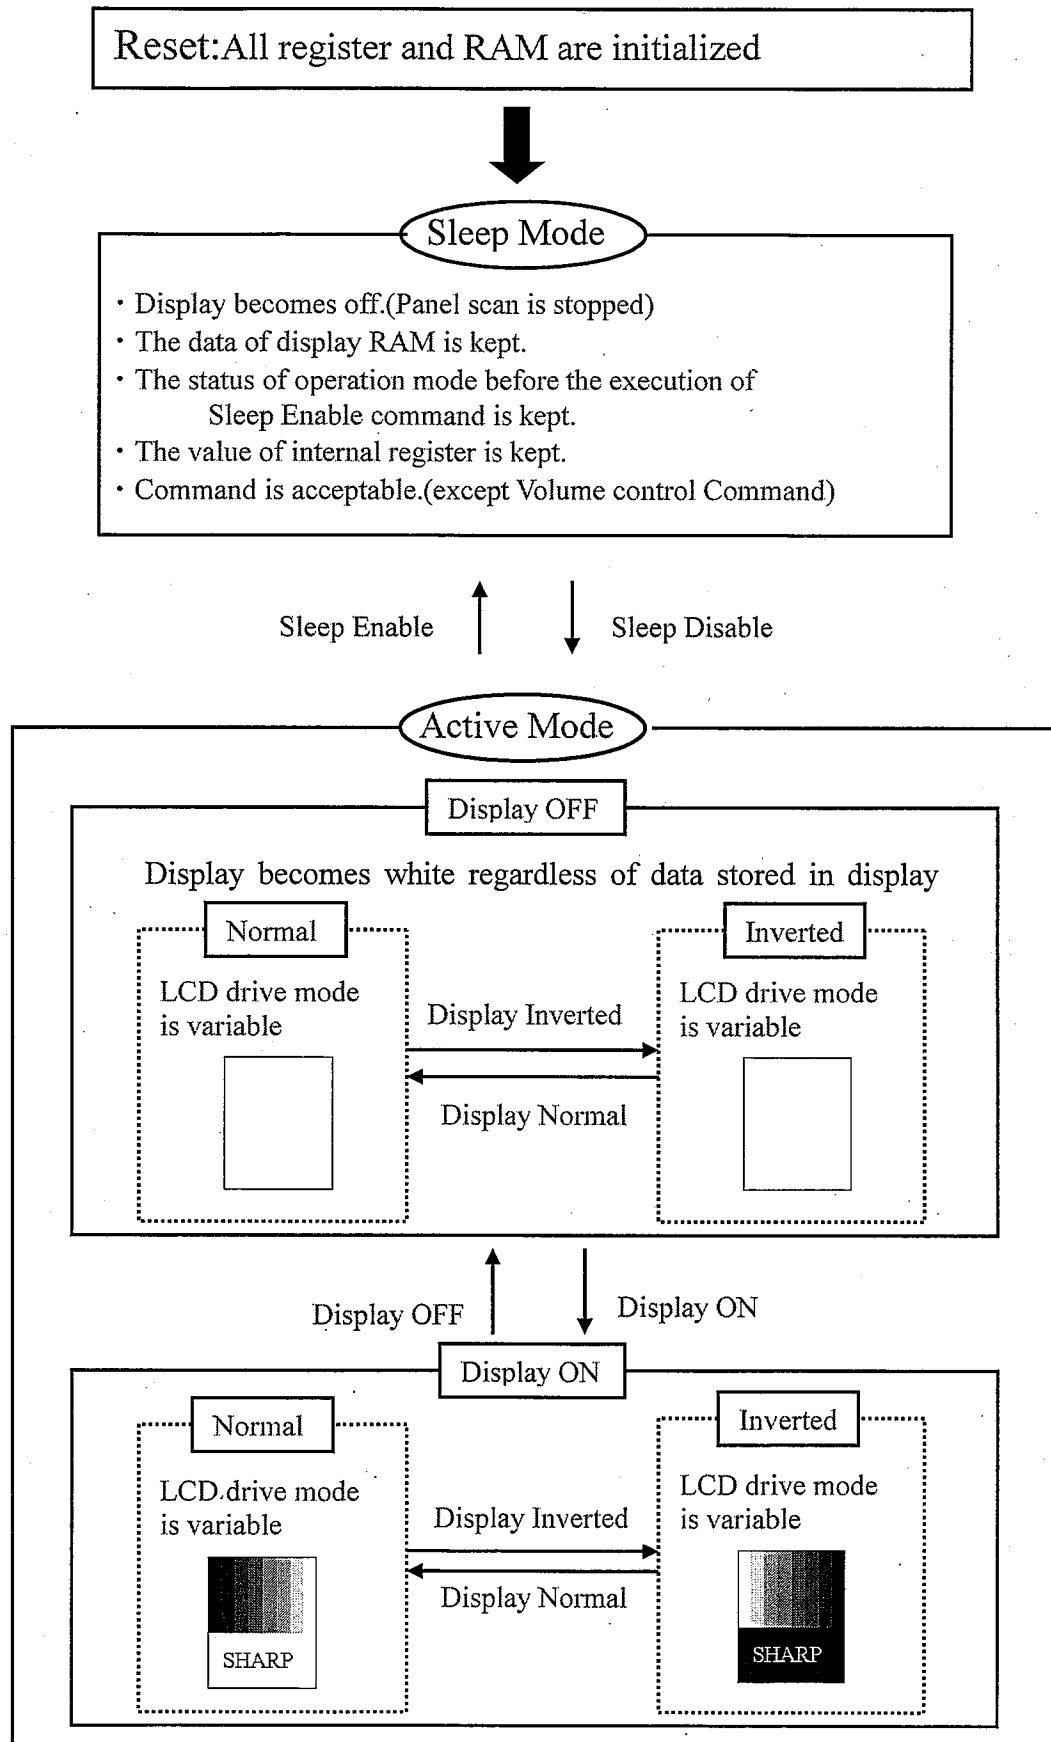 Reset:All register and RAM are initialized
Sleep Mode
・Display becomes off.(Panel scan is stopped)
・The data of display RAM is kept.
・The status of operation mode before the execution of
Sleep Enable command is kept.
・The value of internal register is kept.
・Command is acceptable.(except Volume control Command)
Sleep Enable
Sleep Disable
Active Mode
Display OFF
Display becomes white regardless of data stored in display
Normal
Inverted
LCD drive mode
is variable
LCD drive mode
is variable
Display Inverted
Display Normal
Display OFF
Display ON
Display ON
Normal
Inverted
LCD drive mode
is variable
LCD drive mode
is variable
Display Inverted
Display Normal
SHARP
SHARP